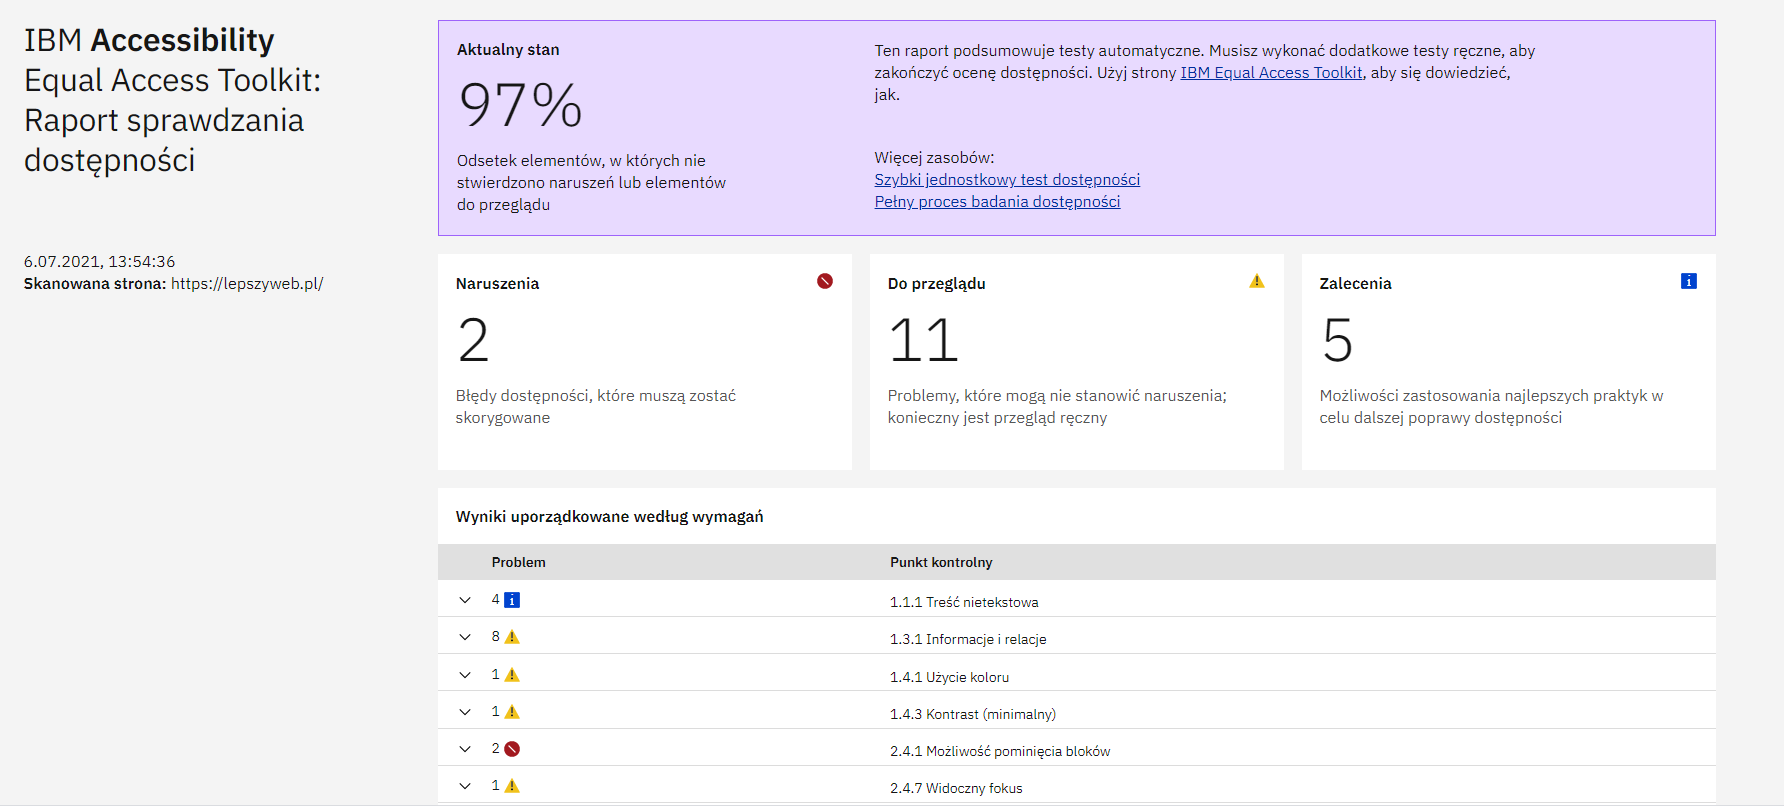 IBM Accessibility
Equal Access Toolkit:
Raport sprawdzania
dostępności
6.07.2021, 13:54:36
Skanowana strona: https://lepszyweb.pl/
Aktualny stan
97%
Odsetek elementów, w których nie
stwierdzono naruszeń lub elementów
do przeglądu
Ten raport podsumowuje testy automatyczne. Musisz wykonać dodatkowe testy ręczne, aby
zakończyć ocenę dostępności. Użyj strony IBM Equal Access Toolkit, aby się dowiedzieć,
jak.
Więcej zasobów:
Szybki jednostkowy test dostępności
Pełny proces badania dostępności
Naruszenia
2
Błędy dostępności, które muszą zostać
skorygowane
Do przeglądu
11
Problemy, które mogą nie stanowić naruszenia;
konieczny jest przegląd ręczny
Zalecenia
5
Możliwości zastosowania najlepszych praktyk w
celu dalszej poprawy dostępności
Wyniki uporządkowane według wymagań
Problem Punkt kontrolny
4 1.1.1 Treść nietekstowa
8 1.3.1 Informacje i relacje
1 1.4.1 Użycie koloru
1 1.4.3 Kontrast (minimalny)
2 2.4.1 Możliwość pominięcia bloków
1 2.4.7 Widoczny fokus